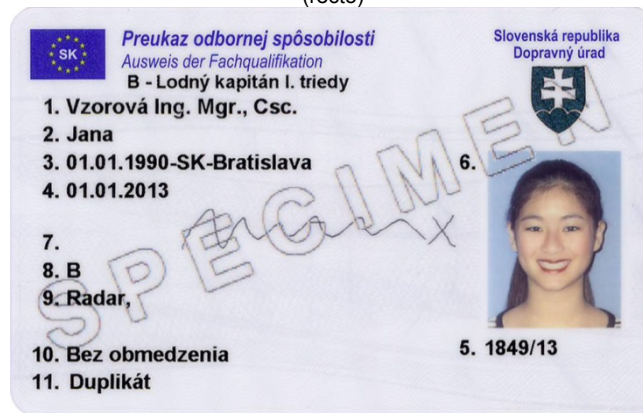 (recto)
SK
Preukaz odbornej spôsobilosti
Ausweis der Fachqualifikation
B - Lodný kapitán I. triedy
Slovenská republika
Dopravný úrad
1. Vzorová Ing. Mgr., Csc.
2. Jana
3. 01.01.1990-SK-Bratislava
4. 01.01.2013
6.
7.
8. B
9. Radar,
10. Bez obmedzenia
11. Duplikát
5. 1849/13
SPECIMEN